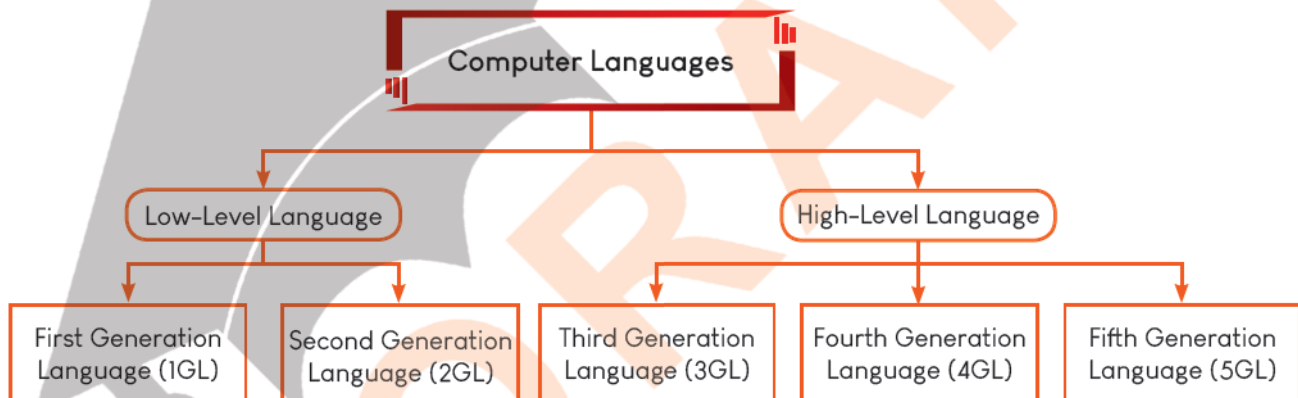 Computer Languages
Low-Level Language
High-Level Language
First Generation
Language (1GL)
Second Generation
Language (2GL)
Third Generation
Language (3GL)
Fourth Generation
Language (4GL)
Fifth Generation
Language (5GL)